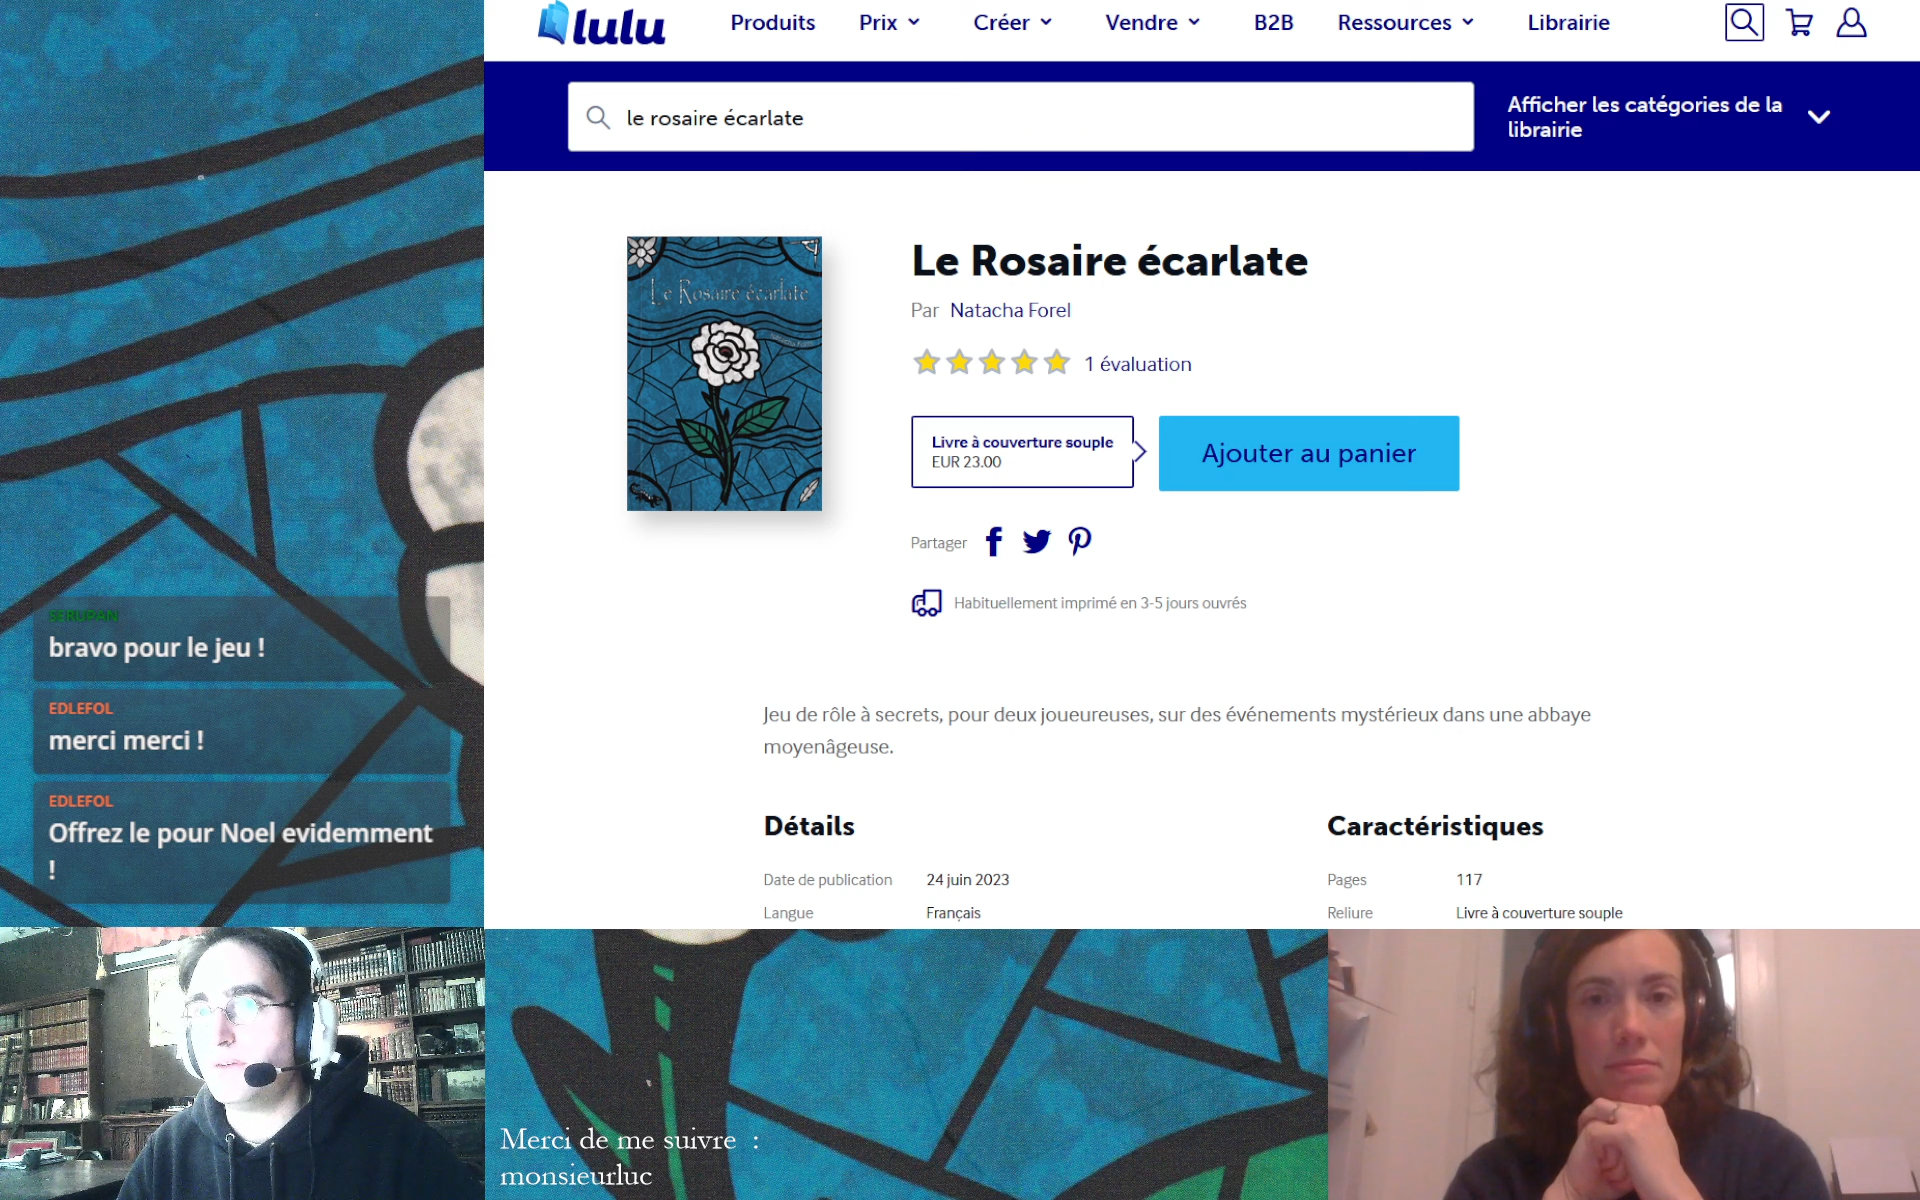 lulu
Produits
Prix
Créer
Vendre
B2B
Ressources
Librairie
le rosaire écarlate
Afficher les catégories de la
librairie
Le Rosaire écarlate
Le Rosaire écarlate
Par Natacha Forel
1 évaluation
Livre à couverture souple
EUR 23.00
Ajouter au panier
Partager
Habituellement imprimé en 3-5 jours ouvrés
Jeu de rôle à secrets, pour deux joueureuses, sur des événements mystérieux dans une abbaye
moyenâgeuse.
Détails
Date de publication 24 juin 2023
Langue Français
Caractéristiques
Pages 117
Reliure Livre à couverture souple
bravo pour le jeu !
EDLEFOL
merci merci !
EDLEFOL
Offrez le pour Noel evidemment
!
Merci de me suivre :
monsieurluc